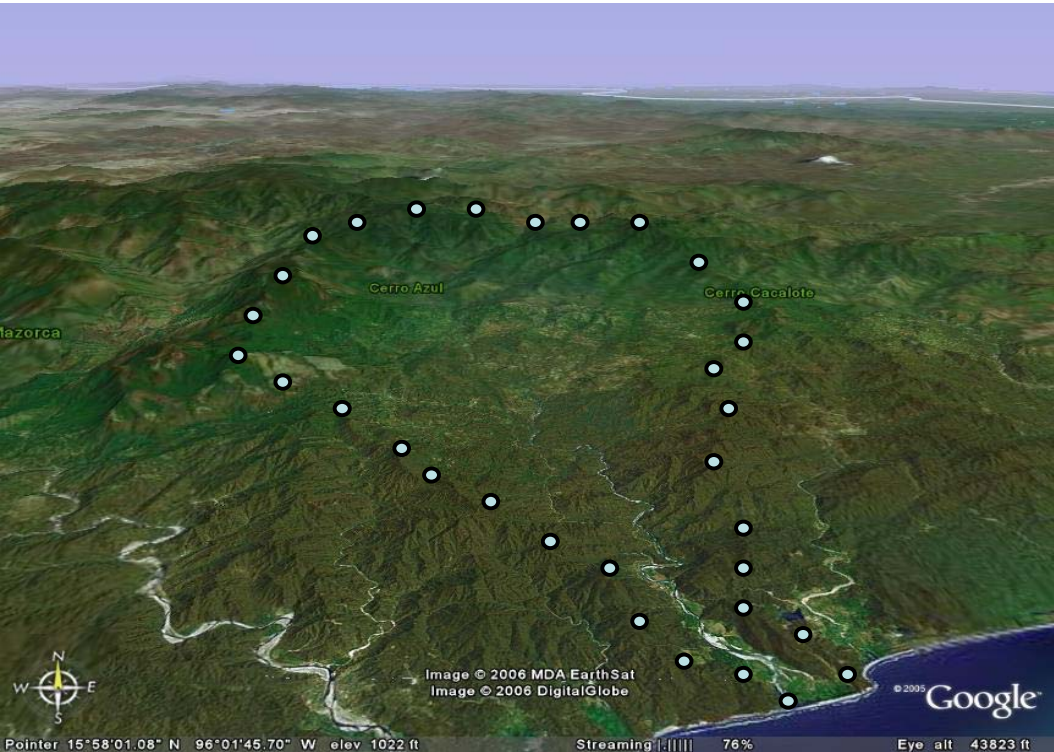 Cerro Azul
Cerro Cacalote
Mazorca
N
W E
S
Image © 2006 MDA EarthSat
Image © 2006 DigitalGlobe
© 2005 Google™
Pointer 15°58'01.08" N 96°01'45.70" W elev 1022 ft Streaming |.||||| 76% Eye alt 43823 ft